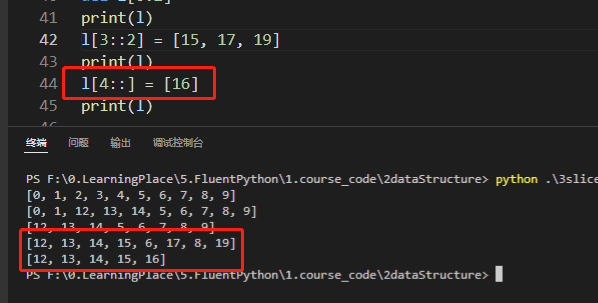 41 print(l)
42 l[3::2] = [15, 17, 19]
43 print(l)
44 l[4::] = [16]
45 print(l)
终端 问题 输出 调试控制台
PS F:\0.LearningPlace\5.FluentPython\1.course_code\2dataStructure> python .\3slice
[0, 1, 2, 3, 4, 5, 6, 7, 8, 9]
[0, 1, 12, 13, 14, 5, 6, 7, 8, 9]
[12, 13, 14, 5, 6, 7, 8, 9]
[12, 13, 14, 15, 6, 17, 8, 19]
[12, 13, 14, 15, 16]
PS F:\0.LearningPlace\5.FluentPython\1.course_code\2dataStructure>